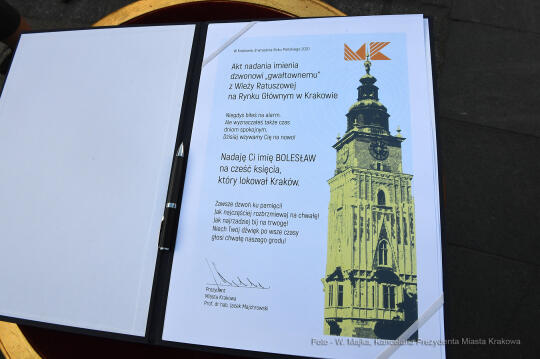 W Krakowie, 9 września Roku Pańskiego 2020
MK
Akt nadania imienia
dzwonowi „gwałtownemu”
z Wieży Ratuszowej
na Rynku Głównym w Krakowie
Niegdyś biłeś na alarm.
Ale wyznaczałeś także czas
dniom spokojnym.
Dzisiaj wzywamy Cię na nowo!
Nadaję Ci imię BOLESŁAW
na cześć księcia,
który lokował Kraków.
Zawsze dzwoń ku pamięci!
Jak najczęściej rozbrzmiewaj na chwałę!
Jak najrzadziej bij na trwogę!
Niech Twój dźwięk po wsze czasy
głosi chwałę naszego grodu!
Prezydent
Miasta Krakowa
Prof. dr hab. Jacek Majchrowski
Foto - W. Majka, Kancelaria Prezydenta Miasta Krakowa